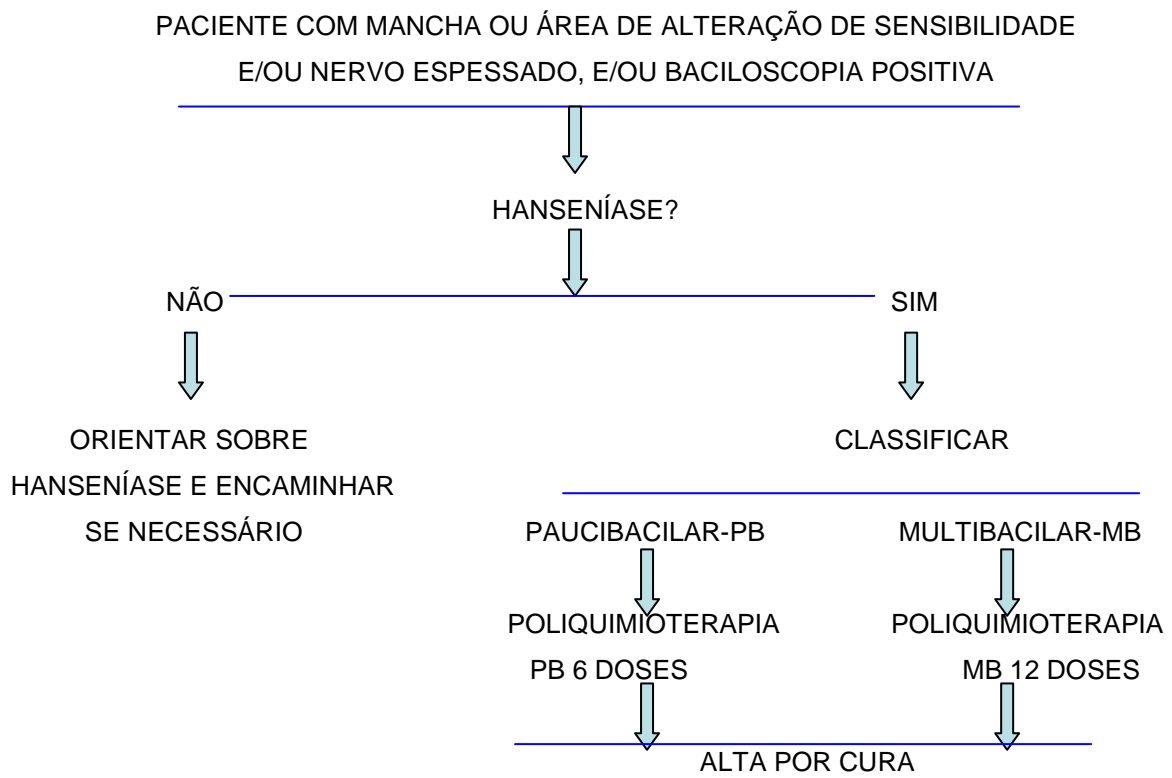 PACIENTE COM MANCHA OU ÁREA DE ALTERAÇÃO DE SENSIBILIDADE
E/OU NERVO ESPESSADO, E/OU BACILOSCOPIA POSITIVA
HANSENÍASE?
NÃO
SIM
ORIENTAR SOBRE
HANSENÍASE E ENCAMINHAR
SE NECESSÁRIO
CLASSIFICAR
PAUCIBACILAR-PB
MULTIBACILAR-MB
POLIQUIMIOTERAPIA
PB 6 DOSES
POLIQUIMIOTERAPIA
MB 12 DOSES
ALTA POR CURA